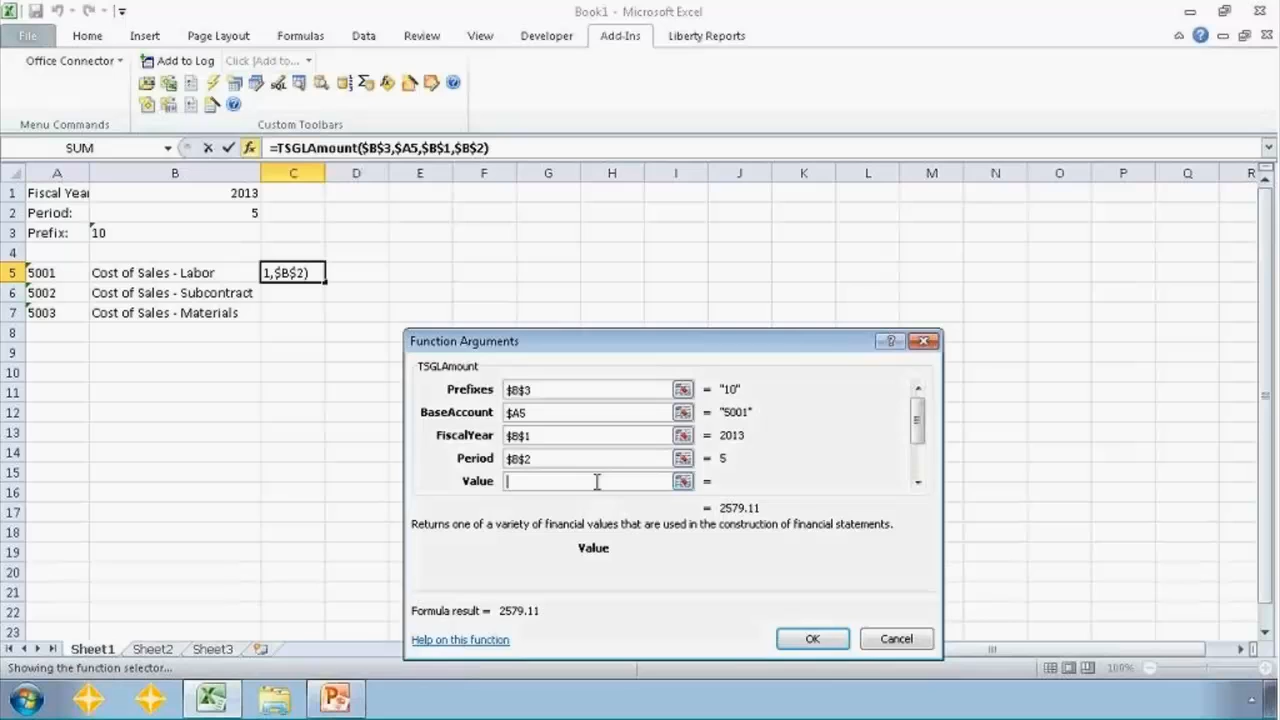 Book1 - Microsoft Excel
File Home Insert Page Layout Formulas Data Review View Developer Add-Ins Liberty Reports
Office Connector Add to Log Click [Add to...
Menu Commands Custom Toolbars
SUM =TSGLAmount($B$3,$A5,$B$1,$B$2)
A B C D E F G H I J K L M N O P Q R
1 Fiscal Year 2013
2 Period: 5
3 Prefix: 10
4
5 5001 Cost of Sales - Labor 1,$B$2)
6 5002 Cost of Sales - Subcontract
7 5003 Cost of Sales - Materials
8
9
10
11
12
13
14
15
16
17
18
19
20
21
22
23
Function Arguments
TSGLAmount
Prefixes $B$3 = "10"
BaseAccount $A5 = "5001"
FiscalYear $B$1 = 2013
Period $B$2 = 5
Value =
= 2579.11
Returns one of a variety of financial values that are used in the construction of financial statements.
Value
Formula result = 2579.11
Help on this function OK Cancel
Sheet1 Sheet2 Sheet3
Showing the function selector... 100%